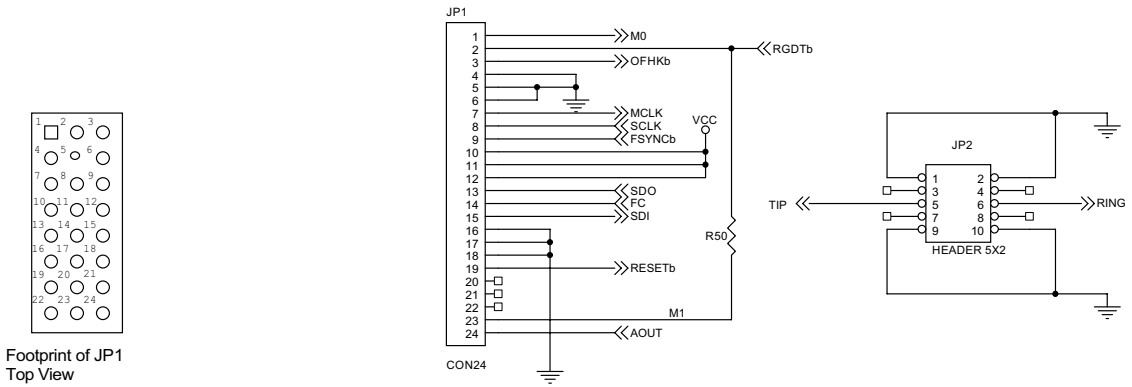 JP1
1 M0
2 RGDTb
3 OFHKb
4
5
6
7 MCLK
8 SCLK
9 FSYNCb
VCC
10
11
12
13 SDO
14 FC
15 SDI
16
17
18
19 RESETb
20
21
22
23 M1
24 AOUT
R50
CON24
JP2
1 2
3 4
TIP 5 6 RING
7 8
9 10
HEADER 5X2
1 2 3
4 5 6
7 8 9
10 11 12
13 14 15
16 17 18
19 20 21
22 23 24
Footprint of JP1
Top View